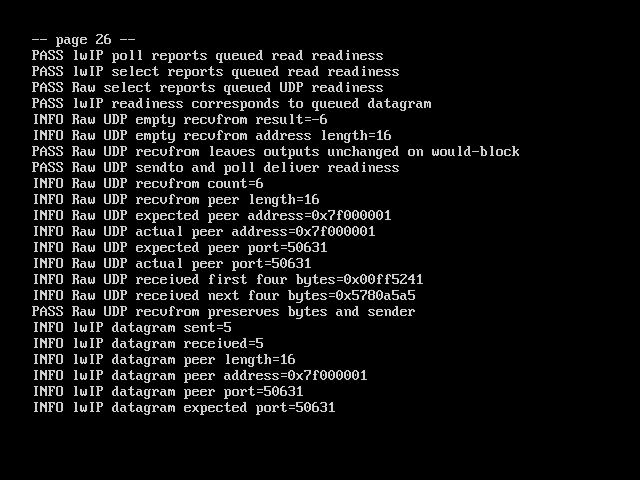 -- page 26 --
PASS lwIP poll reports queued read readiness
PASS lwIP select reports queued read readiness
PASS Raw select reports queued UDP readiness
PASS lwIP readiness corresponds to queued datagram
INFO Raw UDP empty recvfrom result=-6
INFO Raw UDP empty recvfrom address length=16
PASS Raw UDP recvfrom leaves outputs unchanged on would-block
PASS Raw UDP sendto and poll deliver readiness
INFO Raw UDP recvfrom count=6
INFO Raw UDP recvfrom peer length=16
INFO Raw UDP expected peer address=0x7f000001
INFO Raw UDP actual peer address=0x7f000001
INFO Raw UDP expected peer port=50631
INFO Raw UDP actual peer port=50631
INFO Raw UDP received first four bytes=0x00ff5241
INFO Raw UDP received next four bytes=0x5780a5a5
PASS Raw UDP recvfrom preserves bytes and sender
INFO lwIP datagram sent=5
INFO lwIP datagram received=5
INFO lwIP datagram peer length=16
INFO lwIP datagram peer address=0x7f000001
INFO lwIP datagram peer port=50631
INFO lwIP datagram expected port=50631